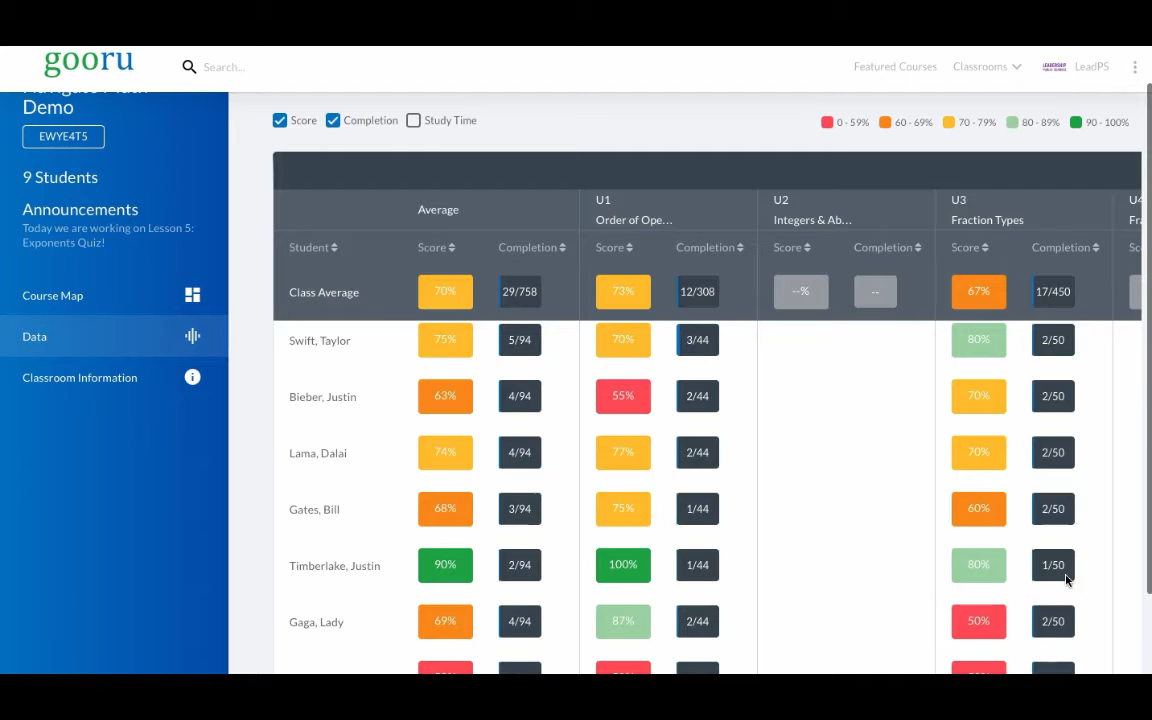 gooru
Search...
Featured Courses
Classrooms
LeadPS
Demo
EWYE4T5
9 Students
Announcements
Today we are working on Lesson 5:
Exponents Quiz!
Course Map
Data
Classroom Information
Score
Completion
Study Time
0 - 59%
60 - 69%
70 - 79%
80 - 89%
90 - 100%
Average
U1
Order of Ope...
U2
Integers & Ab...
U3
Fraction Types
U4
Student Score Completion Score Completion Score Completion Score Completion
Class Average 70% 29/758 73% 12/308 --% -- 67% 17/450
Swift, Taylor 75% 5/94 70% 3/44 80% 2/50
Bieber, Justin 63% 4/94 55% 2/44 70% 2/50
Lama, Dalai 74% 4/94 77% 2/44 70% 2/50
Gates, Bill 68% 3/94 75% 1/44 60% 2/50
Timberlake, Justin 90% 2/94 100% 1/44 80% 1/50
Gaga, Lady 69% 4/94 87% 2/44 50% 2/50